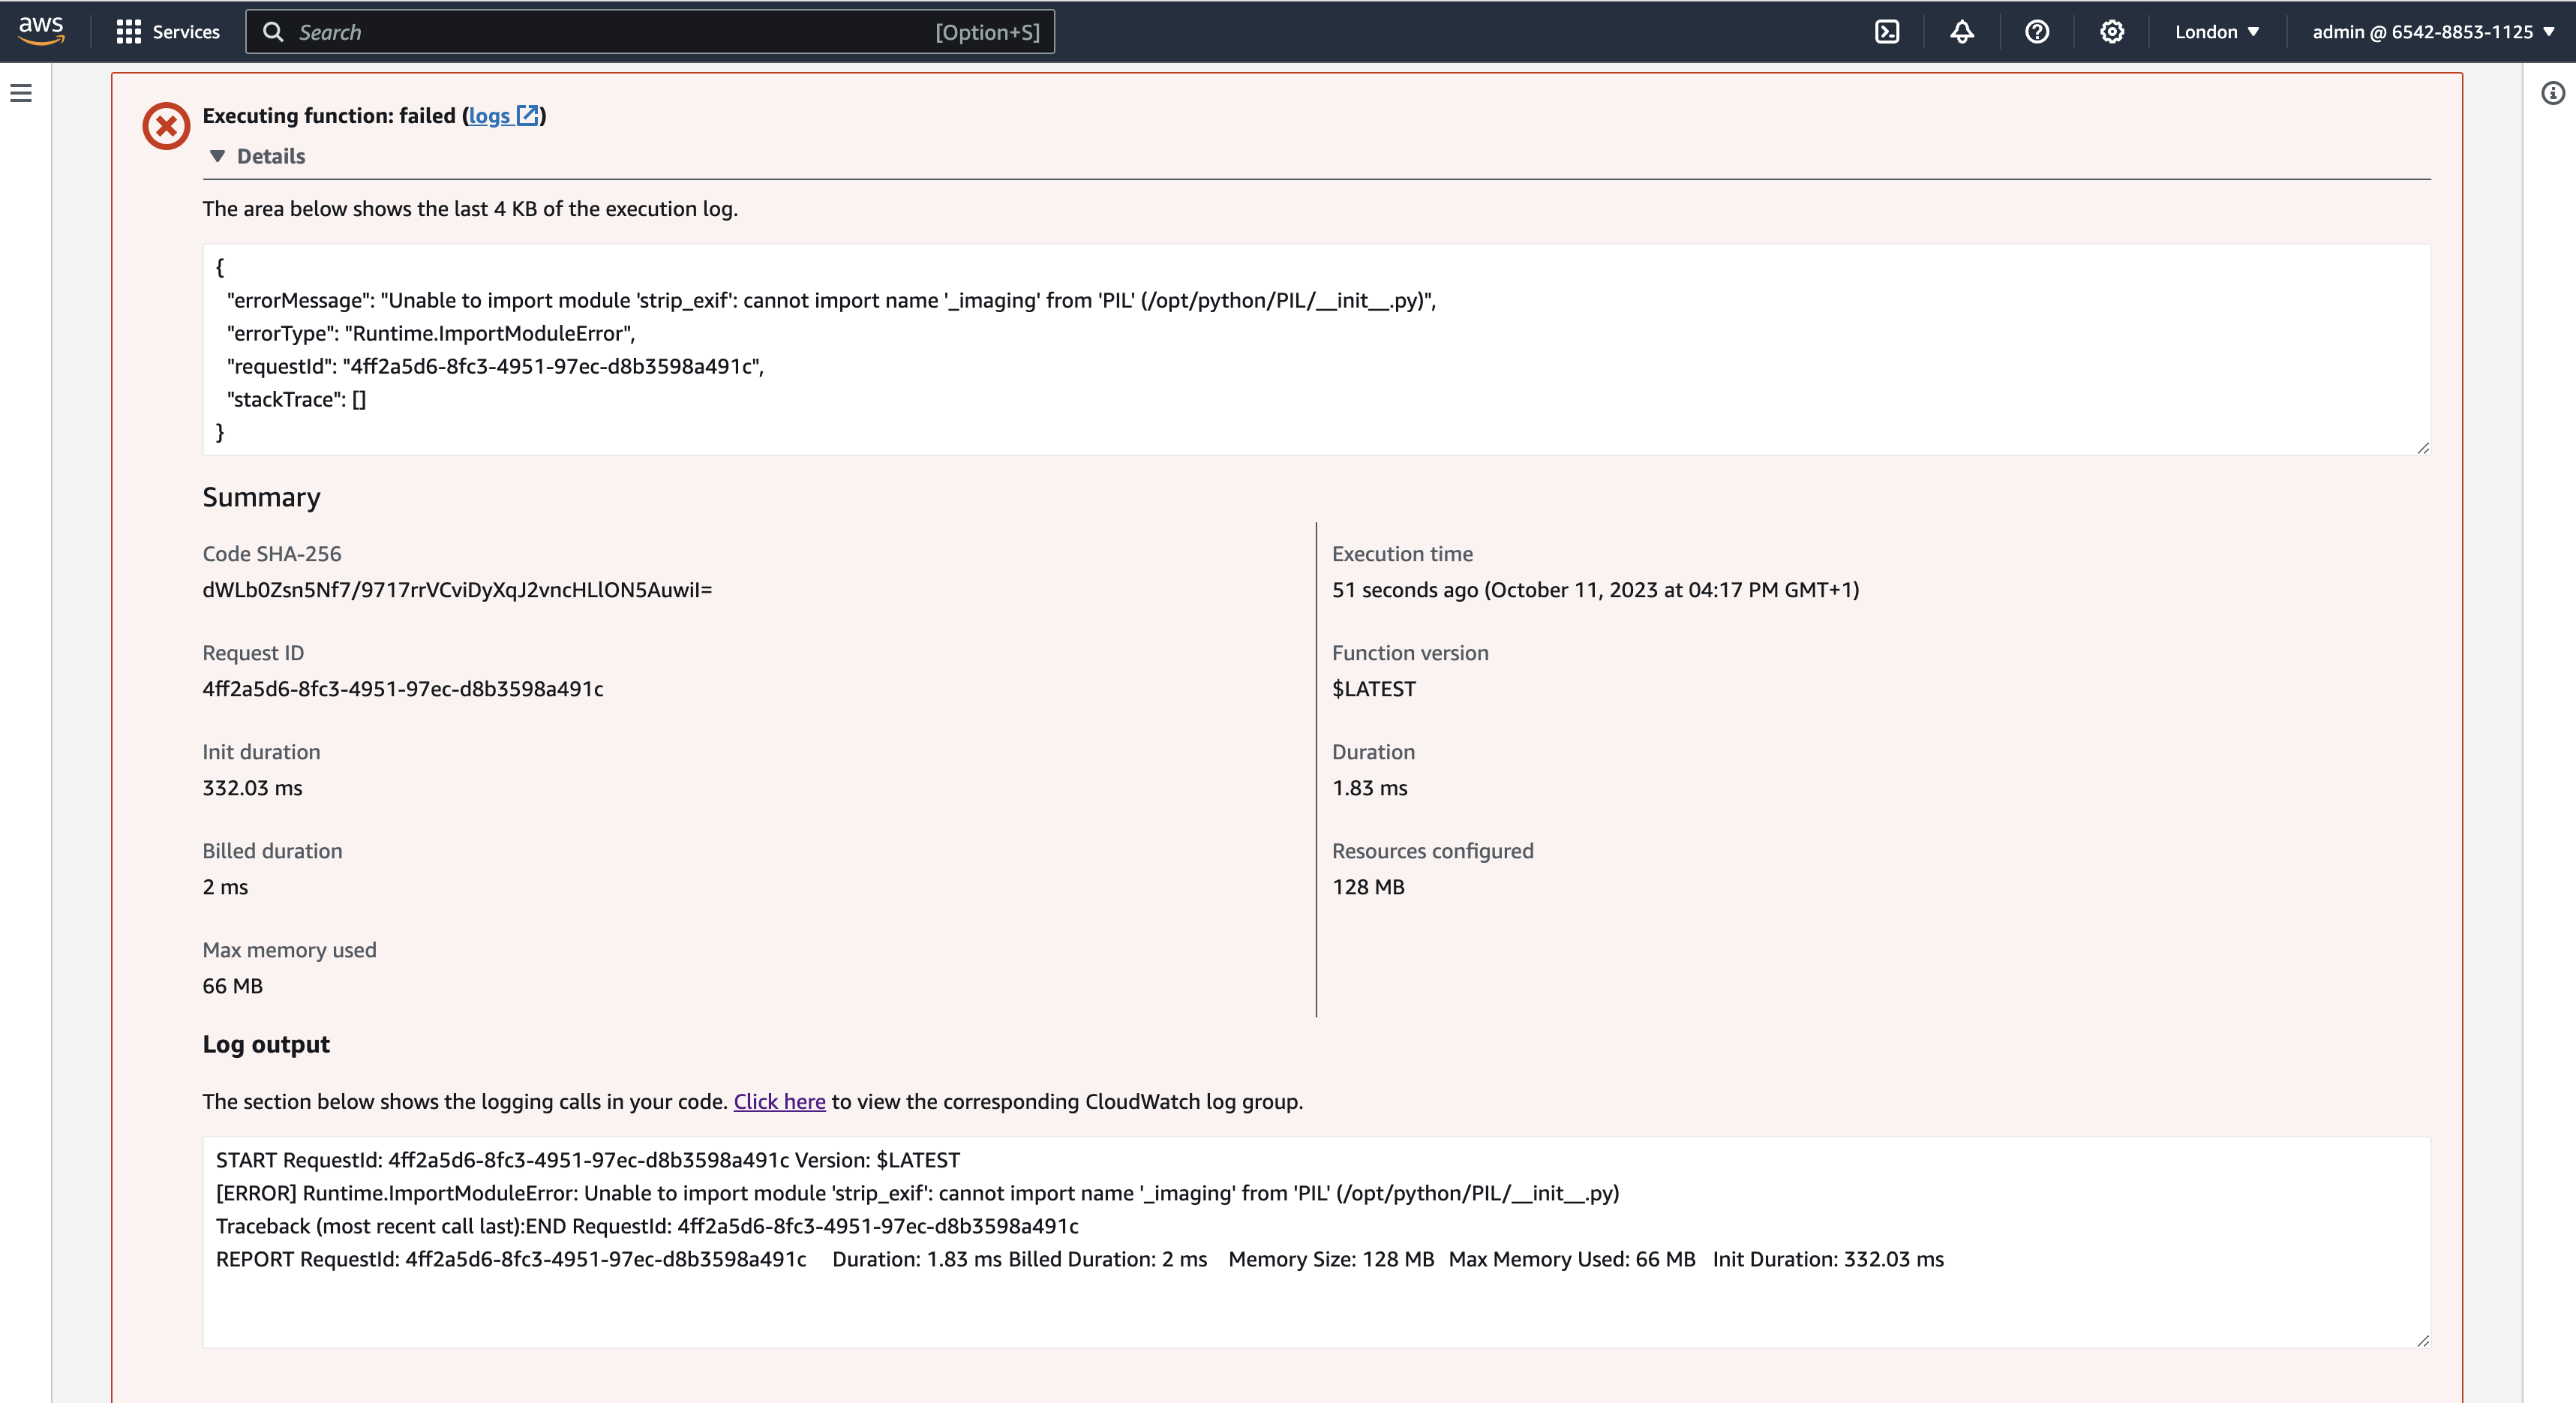 aws
Services
Search [Option+S]
London
admin @ 6542-8853-1125
Executing function: failed (logs)
Details
The area below shows the last 4 KB of the execution log.
{
"errorMessage": "Unable to import module 'strip_exif': cannot import name '_imaging' from 'PIL' (/opt/python/PIL/__init__.py)",
"errorType": "Runtime.ImportModuleError",
"requestId": "4ff2a5d6-8fc3-4951-97ec-d8b3598a491c",
"stackTrace": []
}
Summary
Code SHA-256
dWLb0Zsn5Nf7/9717rrVCviDyXqJ2vncHLlON5AuwiI=
Execution time
51 seconds ago (October 11, 2023 at 04:17 PM GMT+1)
Request ID
4ff2a5d6-8fc3-4951-97ec-d8b3598a491c
Function version
$LATEST
Init duration
332.03 ms
Duration
1.83 ms
Billed duration
2 ms
Resources configured
128 MB
Max memory used
66 MB
Log output
The section below shows the logging calls in your code. Click here to view the corresponding CloudWatch log group.
START RequestId: 4ff2a5d6-8fc3-4951-97ec-d8b3598a491c Version: $LATEST
[ERROR] Runtime.ImportModuleError: Unable to import module 'strip_exif': cannot import name '_imaging' from 'PIL' (/opt/python/PIL/__init__.py)
Traceback (most recent call last):END RequestId: 4ff2a5d6-8fc3-4951-97ec-d8b3598a491c
REPORT RequestId: 4ff2a5d6-8fc3-4951-97ec-d8b3598a491c Duration: 1.83 ms Billed Duration: 2 ms Memory Size: 128 MB Max Memory Used: 66 MB Init Duration: 332.03 ms